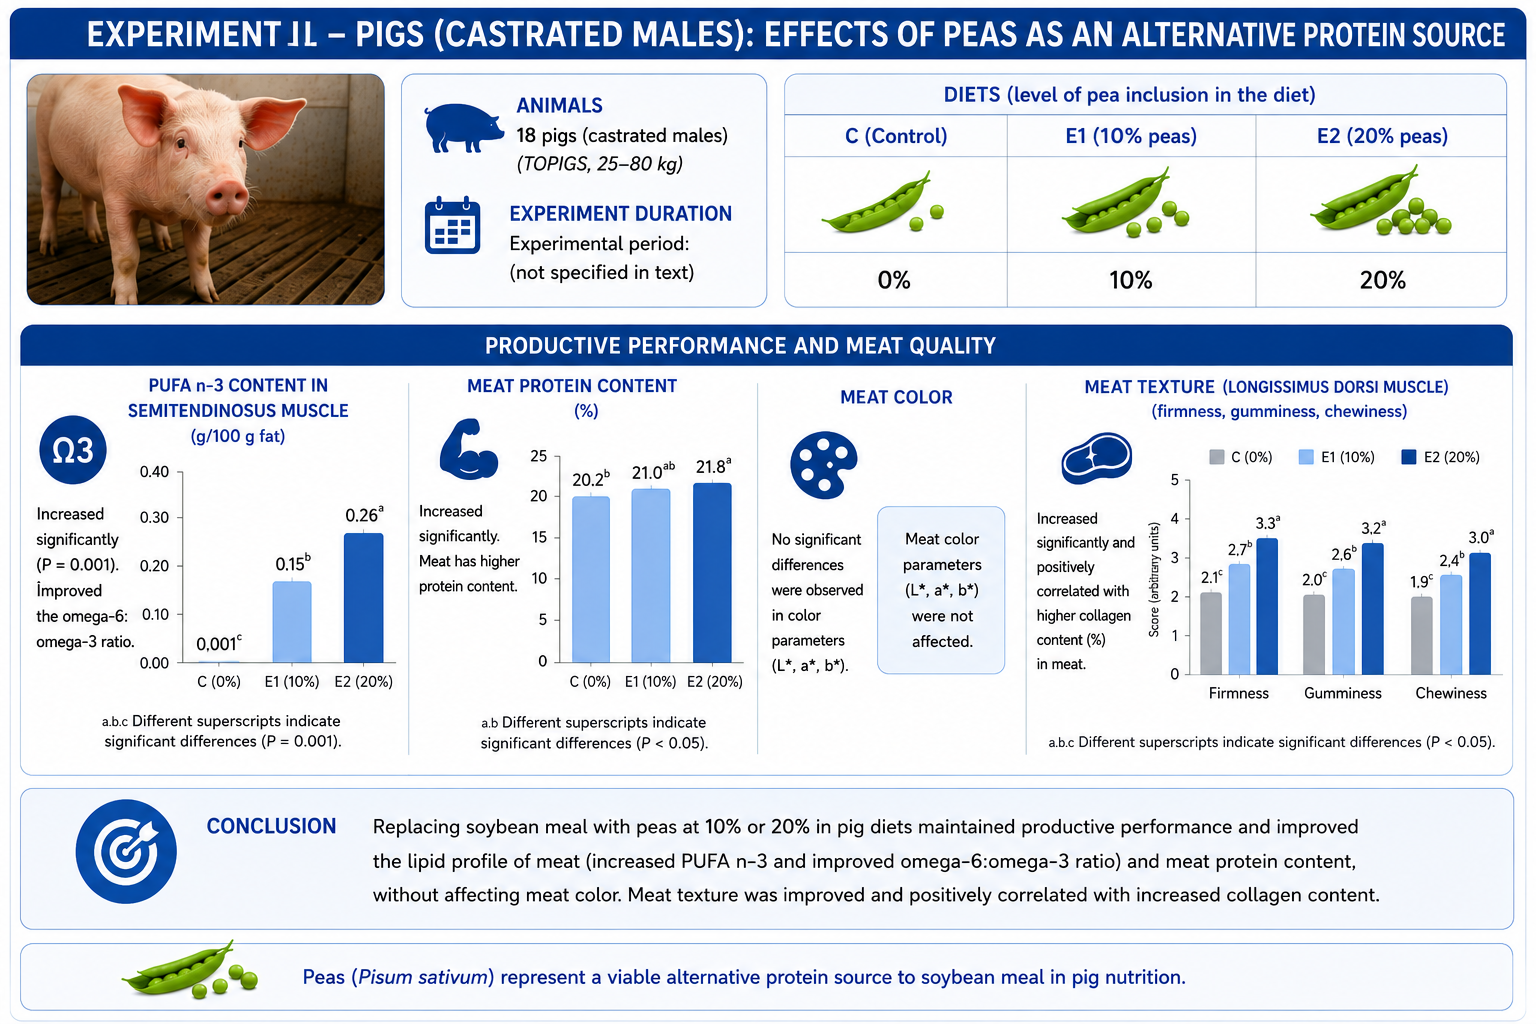 EXPERIMENT II – PIGS (CASTRATED MALES): EFFECTS OF PEAS AS AN ALTERNATIVE PROTEIN SOURCE
ANIMALS
18 pigs (castrated males)
(TOPIGS, 25–80 kg)
EXPERIMENT DURATION
Experimental period:
(not specified in text)
DIETS (level of pea inclusion in the diet)
C (Control)
E1 (10% peas)
E2 (20% peas)
0%
10%
20%
PRODUCTIVE PERFORMANCE AND MEAT QUALITY
PUFA n–3 CONTENT IN
SEMITENDINOSUS MUSCLE
(g/100 g fat)
Ω3
Increased
significantly
(P = 0.001).
İmproved
the omega-6:
omega-3 ratio.
0.40
0.30
0.20
0.10
0.00
0,001ᶜ
0.15ᵇ
0.26ᵃ
C (0%)
E1 (10%)
E2 (20%)
a.b.c Different superscripts indicate
significant differences (P = 0.001).
MEAT PROTEIN CONTENT
(%)
Increased
significantly.
Meat has higher
protein content.
25
20
15
10
5
0
20.2ᵇ
21.0ᵃᵇ
21.8ᵃ
C (0%)
E1 (10%)
E2 (20%)
a.b Different superscripts indicate
significant differences (P < 0.05).
MEAT COLOR
No significant
differences
were observed
in color
parameters
(L*, a*, b*).
Meat color
parameters
(L*, a*, b*)
were not
affected.
MEAT TEXTURE (LONGISSIMUS DORSI MUSCLE)
(firmness, gumminess, chewiness)
Increased
significantly and
positively
correlated with
higher collagen
content (%)
in meat.
C (0%)
E1 (10%)
E2 (20%)
Score (arbitrary units)
5
4
3
2
1
0
2.1ᶜ
2.7ᵇ
3.3ᵃ
2.0ᶜ
2.6ᵇ
3.2ᵃ
1.9ᶜ
2,4ᵇ
3.0ᵃ
Firmness
Gumminess
Chewiness
a.b.c Different superscripts indicate significant differences (P < 0.05).
CONCLUSION
Replacing soybean meal with peas at 10% or 20% in pig diets maintained productive performance and improved
the lipid profile of meat (increased PUFA n–3 and improved omega-6:omega-3 ratio) and meat protein content,
without affecting meat color. Meat texture was improved and positively correlated with increased collagen content.
Peas (Pisum sativum) represent a viable alternative protein source to soybean meal in pig nutrition.